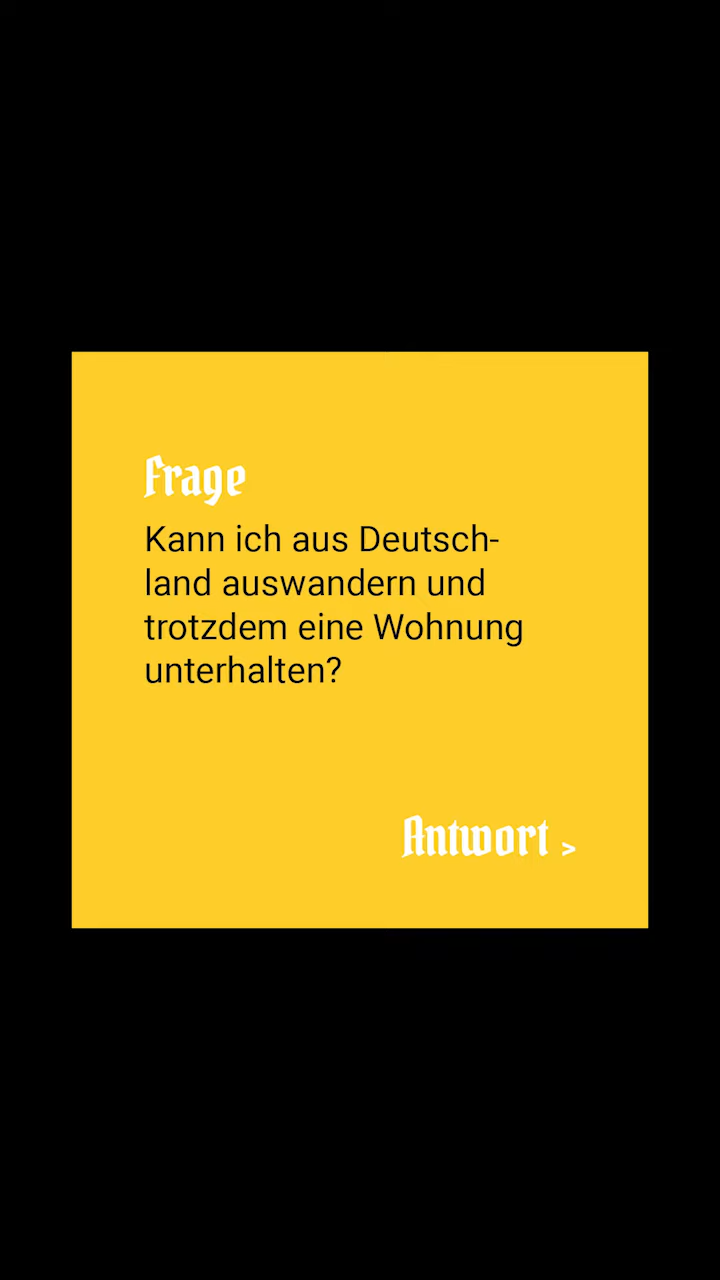 Frage
Kann ich aus Deutsch-
land auswandern und
trotzdem eine Wohnung
unterhalten?
Antwort >